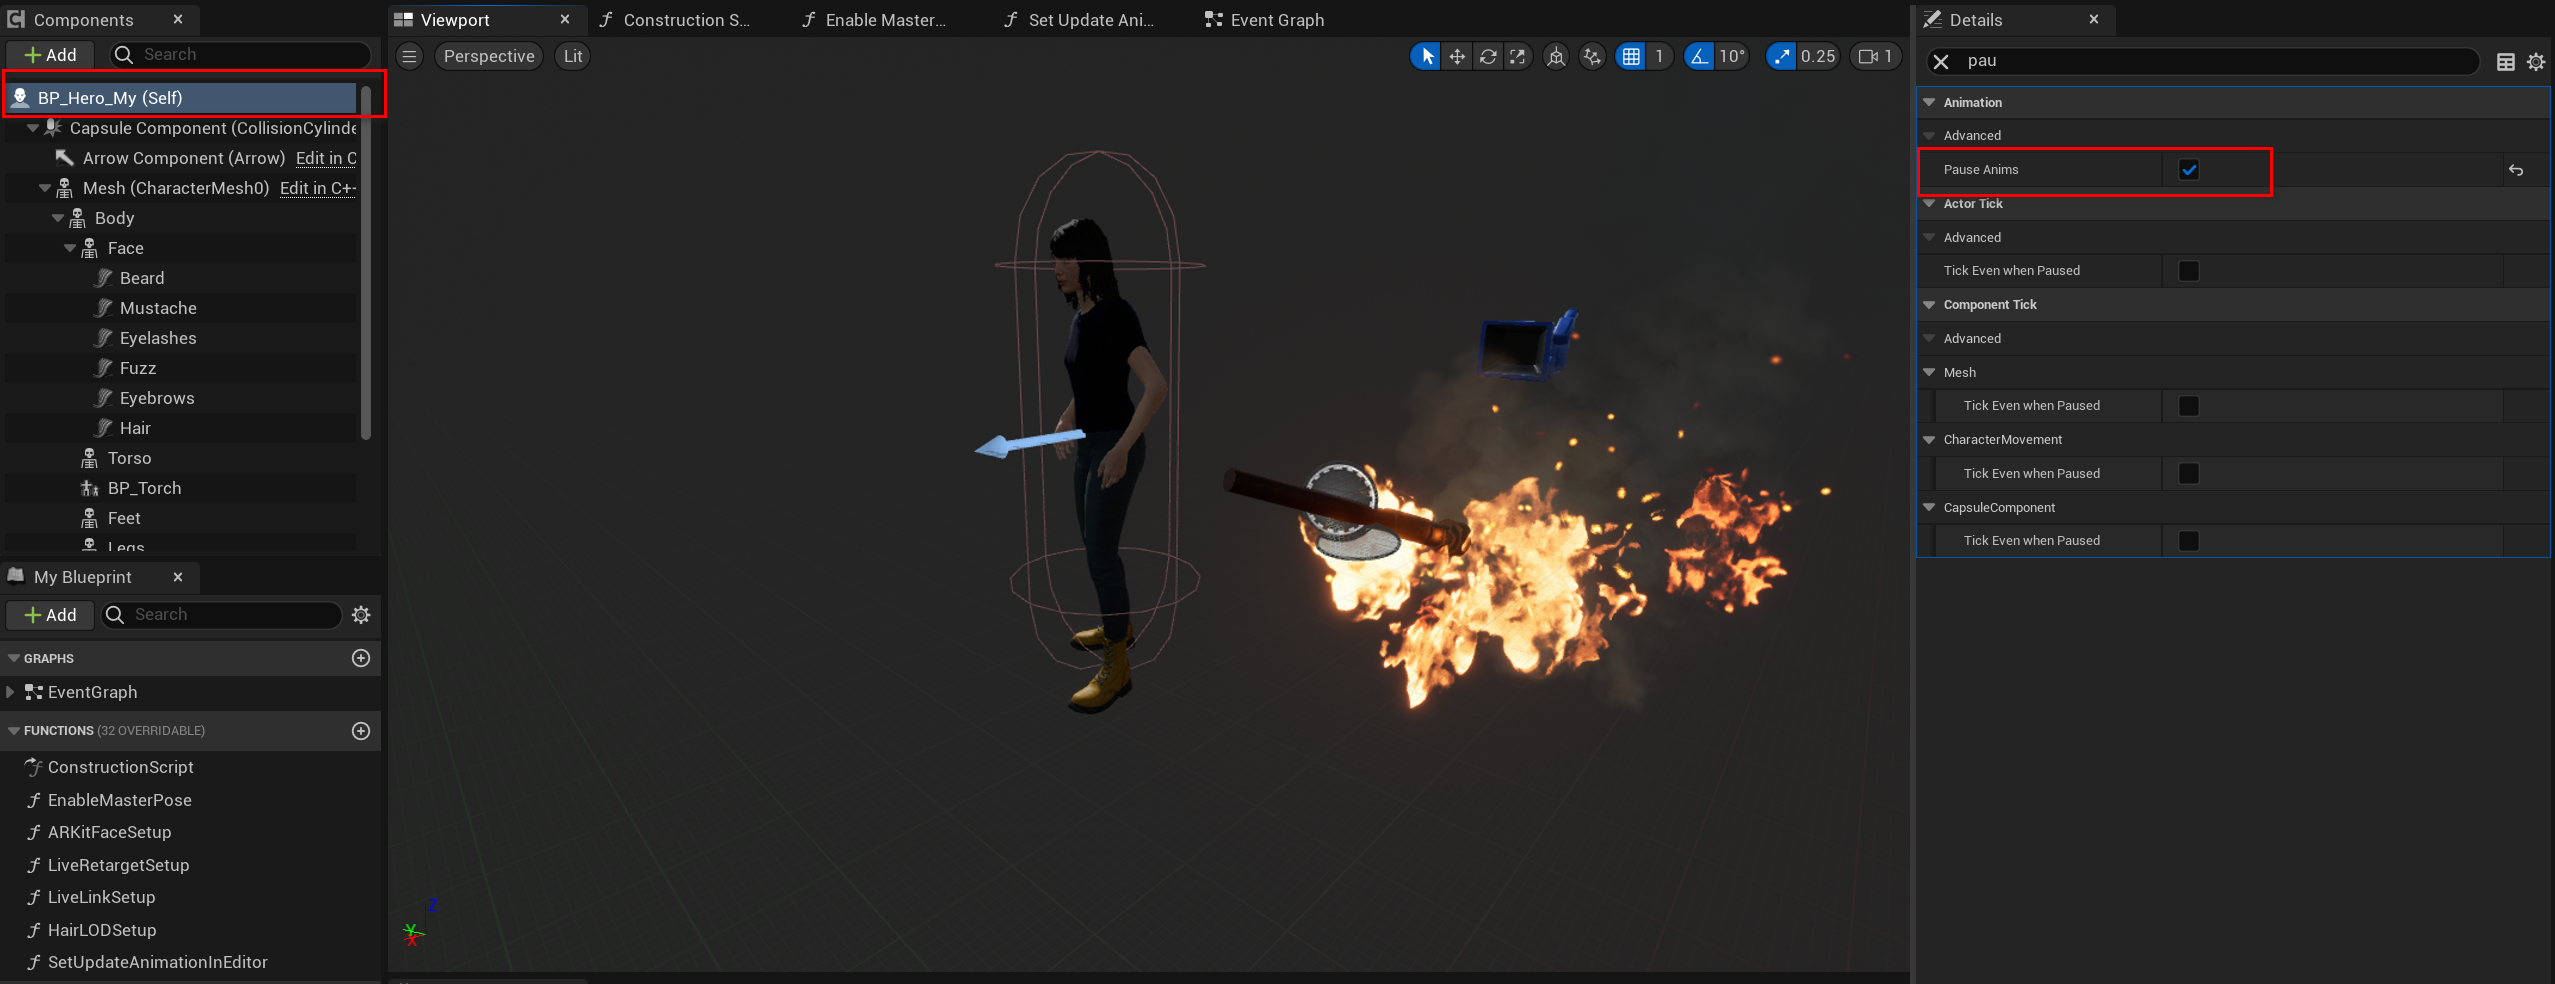 Components
Add
Search
BP_Hero_My (Self)
Capsule Component (CollisionCylinde
Arrow Component (Arrow) Edit in C
Mesh (CharacterMesh0) Edit in C+
Body
Face
Beard
Mustache
Eyelashes
Fuzz
Eyebrows
Hair
Torso
BP_Torch
Feet
Legs
My Blueprint
Add
Search
GRAPHS
EventGraph
FUNCTIONS (32 OVERRIDABLE)
ConstructionScript
EnableMasterPose
ARKitFaceSetup
LiveRetargetSetup
LiveLinkSetup
HairLODSetup
SetUpdateAnimationInEditor
Viewport
Construction S...
Enable Master...
Set Update Ani...
Event Graph
Perspective
Lit
1
10°
0.25
1
Z
Y
X
Details
pau
Animation
Advanced
Pause Anims
Actor Tick
Advanced
Tick Even when Paused
Component Tick
Advanced
Mesh
Tick Even when Paused
CharacterMovement
Tick Even when Paused
CapsuleComponent
Tick Even when Paused